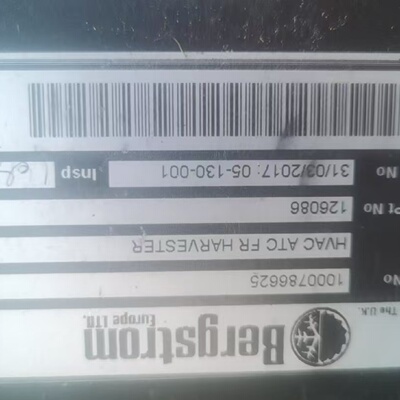 The U.K.
Bergstrom
Europe LTD,
No 1000786625
HVAC ATC FR HARVESTER
Pt No 126086
No 31/03/2017: 05-130-001 Insp